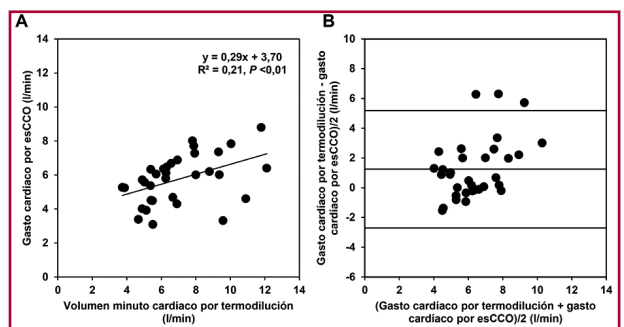 A
14
12
10
8
6
4
2
0
y = 0,29x + 3,70
R² = 0,21, P <0,01
Gasto cardíaco por esCCO (l/min)
0 2 4 6 8 10 12 14
Volumen minuto cardíaco por termodilución
(l/min)
B
10
8
6
4
2
0
-2
-4
-6
Gasto cardíaco por termodilución - gasto
cardíaco por esCCO)/2 (l/min)
0 2 4 6 8 10 12 14
(Gasto cardíaco por termodilución + gasto
cardíaco por esCCO)/2 (l/min)